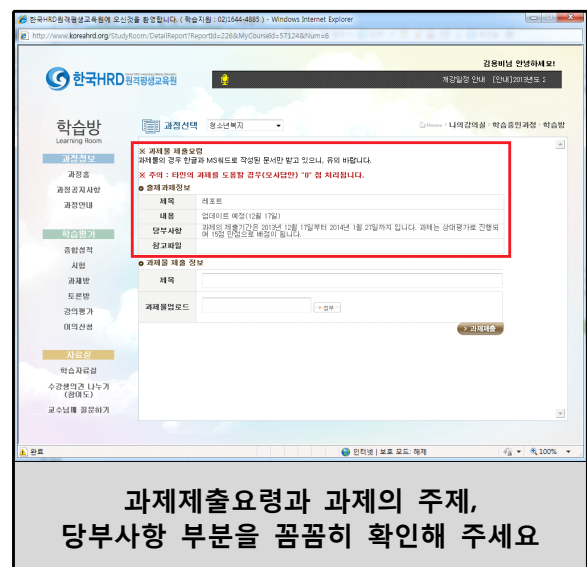 한국HRD원격평생교육원에 오신것을 환영합니다. ( 학습지원 : 02)1644-4885 ) - Windows Internet Explorer
http://www.koreahrd.org/StudyRoom/DetailReport?ReportId=226&MyCourseId=57124&Num=6
김용비님 안녕하세요!
한국HRD원격평생교육원
개강일정 안내 [안내]2013년도 2
학습방
Learning Room
과정선택 청소년복지
Home > 나의강의실 > 학습중인과정 > 학습방
과정정보
과정홈
과정공지사항
과정안내
학습평가
종합성적
시험
과제방
토론방
강의평가
이의신청
자료실
학습자료실
수강생의견 나누기
(참여도)
교수님께 질문하기
※ 과제물 제출요령
과제물의 경우 한글과 MS워드로 작성된 문서만 받고 있으니, 유의 바랍니다.
※ 주의 : 타인의 과제를 도용할 경우(모사답안) "0" 점 처리됩니다.
출제과제정보
제목 레포트
내용 업데이트 예정(12월 17일)
당부사항 과제의 제출기간은 2013년 12월 17일부터 2014년 1월 27일까지 입니다. 과제는 상대평가로 진행되
며 15점 만점으로 배점이 됩니다.
참고파일
과제물 제출 정보
제목
과제물업로드 첨부
> 과제제출
완료
인터넷 | 보호 모드: 해제
100%
과제제출요령과 과제의 주제,
당부사항 부분을 꼼꼼히 확인해 주세요